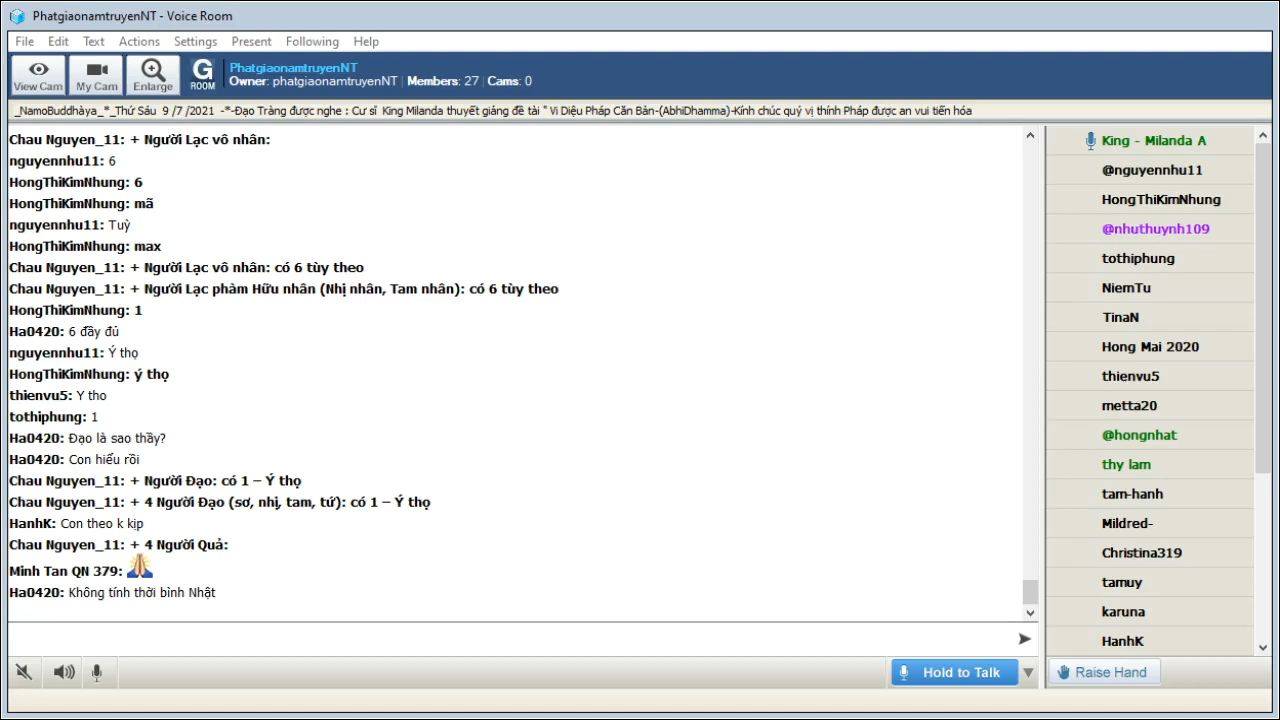 PhatgiaonamtruyenNT - Voice Room
File Edit Text Actions Settings Present Following Help
View Cam My Cam Enlarge G ROOM
PhatgiaonamtruyenNT
Owner: phatgiaonamtruyenNT | Members: 27 | Cams: 0
_NamoBuddhàya_*_Thứ Sáu 9 /7 /2021 -*-Đạo Tràng được nghe : Cư sĩ King Milanda thuyết giảng đề tài " Vi Diệu Pháp Căn Bản-(AbhiDhamma)-Kính chúc quý vị thính Pháp được an vui tiến hóa
Chau Nguyen_11: + Người Lạc vô nhân:
nguyennhu11: 6
HongThiKimNhung: 6
HongThiKimNhung: mã
nguyennhu11: Tuỳ
HongThiKimNhung: max
Chau Nguyen_11: + Người Lạc vô nhân: có 6 tùy theo
Chau Nguyen_11: + Người Lạc phàm Hữu nhân (Nhị nhân, Tam nhân): có 6 tùy theo
HongThiKimNhung: 1
Ha0420: 6 đầy đủ
nguyennhu11: Ý thọ
HongThiKimNhung: ý thọ
thienvu5: Y tho
tothiphung: 1
Ha0420: Đạo là sao thầy?
Ha0420: Con hiểu rồi
Chau Nguyen_11: + Người Đạo: có 1 – Ý thọ
Chau Nguyen_11: + 4 Người Đạo (sơ, nhị, tam, tứ): có 1 – Ý thọ
HanhK: Con theo k kịp
Chau Nguyen_11: + 4 Người Quả:
Minh Tan QN 379:
Ha0420: Không tính thời bình Nhật
King - Milanda A
@nguyennhu11
HongThiKimNhung
@nhuthuynh109
tothiphung
NiemTu
TinaN
Hong Mai 2020
thienvu5
metta20
@hongnhat
thy lam
tam-hanh
Mildred-
Christina319
tamuy
karuna
HanhK
Hold to Talk
Raise Hand